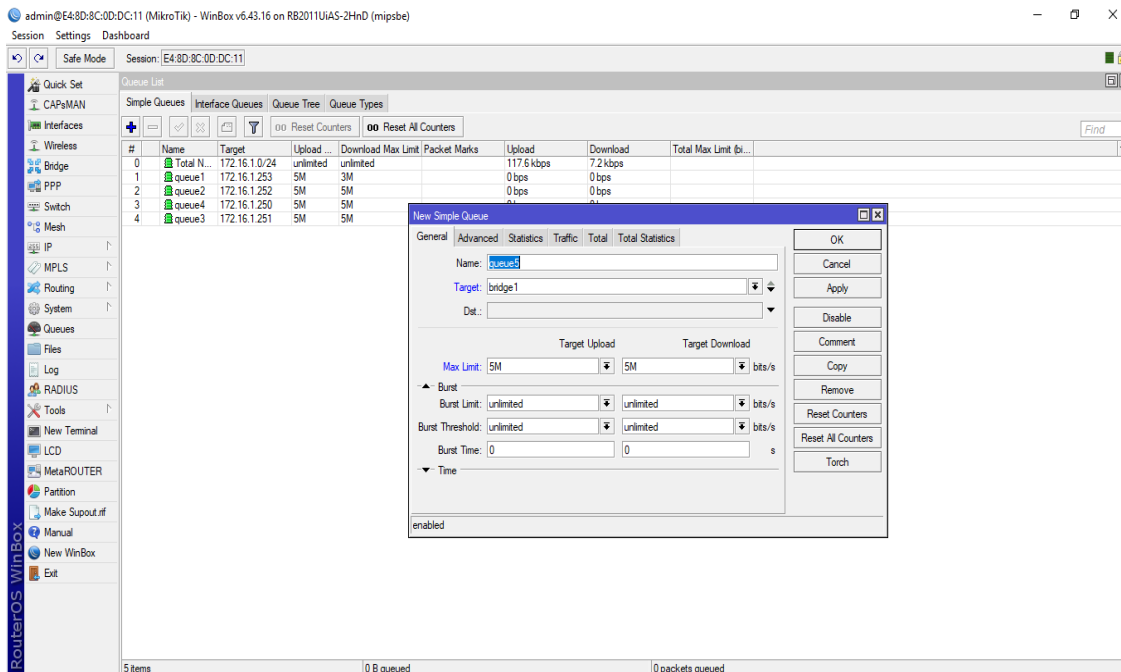 admin@E4:8D:8C:0D:DC:11 (MikroTik) - WinBox v6.43.16 on RB2011UiAS-2HnD (mipsbe)
Session Settings Dashboard
Safe Mode Session: E4:8D:8C:0D:DC:11
Quick Set
CAPsMAN
Interfaces
Wireless
Bridge
PPP
Switch
Mesh
IP
MPLS
Routing
System
Queues
Files
Log
RADIUS
Tools
New Terminal
LCD
MetaROUTER
Partition
Make Supout.rif
Manual
New WinBox
Exit
RouterOS WinBox
Queue List
Simple Queues Interface Queues Queue Tree Queue Types
00 Reset Counters 00 Reset All Counters Find
# Name Target Upload ... Download Max Limit Packet Marks Upload Download Total Max Limit (bi...
0 Total N... 172.16.1.0/24 unlimited unlimited 117.6 kbps 7.2 kbps
1 queue1 172.16.1.253 5M 3M 0 bps 0 bps
2 queue2 172.16.1.252 5M 5M 0 bps 0 bps
3 queue4 172.16.1.250 5M 5M
4 queue3 172.16.1.251 5M 5M
New Simple Queue
General Advanced Statistics Traffic Total Total Statistics
Name: queue5
Target: bridge1
Dst.:
Target Upload Target Download
Max Limit: 5M 5M bits/s
Burst
Burst Limit: unlimited unlimited bits/s
Burst Threshold: unlimited unlimited bits/s
Burst Time: 0 0 s
Time
enabled
OK
Cancel
Apply
Disable
Comment
Copy
Remove
Reset Counters
Reset All Counters
Torch
5 items 0 B queued 0 packets queued